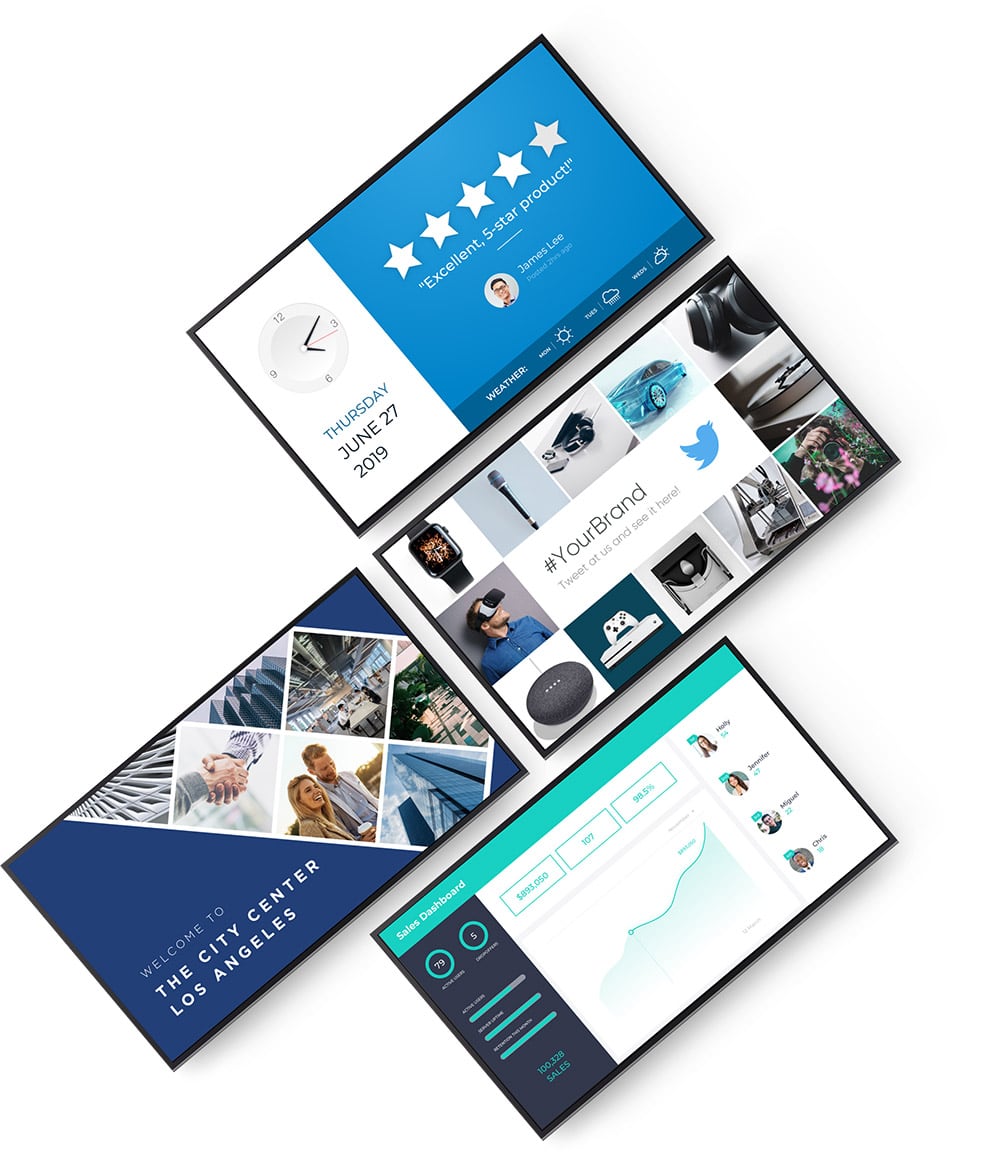 12
3
6
9
THURSDAY
JUNE 27
2019
"Excellent, 5-star product!"
James Lee
Posted 2hrs ago
WEATHER:
MON
TUES
WEDS
#YourBrand
Tweet at us and see it here!
WELCOME TO
THE CITY CENTER
LOS ANGELES
Sales Dashboard
79
ACTIVE USERS
5
DROPOFFERS
ACTIVE USERS
SERVER UPTIME
RETENTION THIS MONTH
100,328
SALES
$893,050
107
98.5%
$893,050
12 March
Holly
54
Jennifer
47
Miguel
22
Chris
18